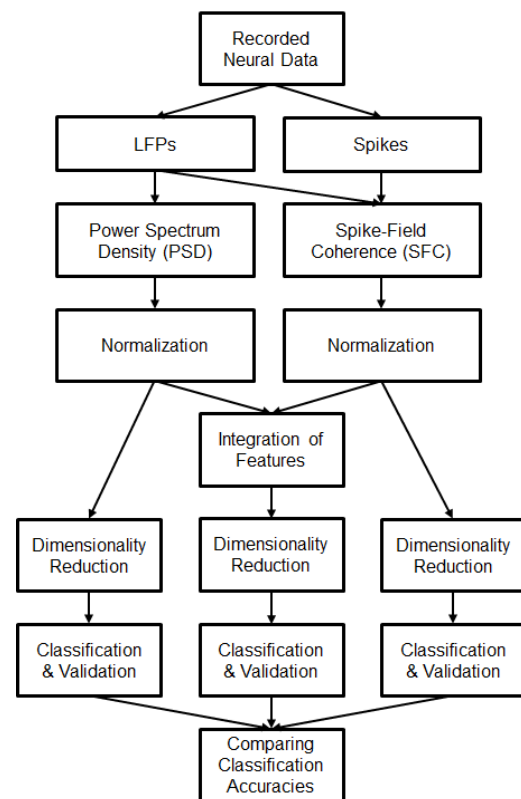 Recorded
Neural Data
LFPs
Spikes
Power Spectrum
Density (PSD)
Spike-Field
Coherence (SFC)
Normalization
Normalization
Integration of
Features
Dimensionality
Reduction
Dimensionality
Reduction
Dimensionality
Reduction
Classification
& Validation
Classification
& Validation
Classification
& Validation
Comparing
Classification
Accuracies